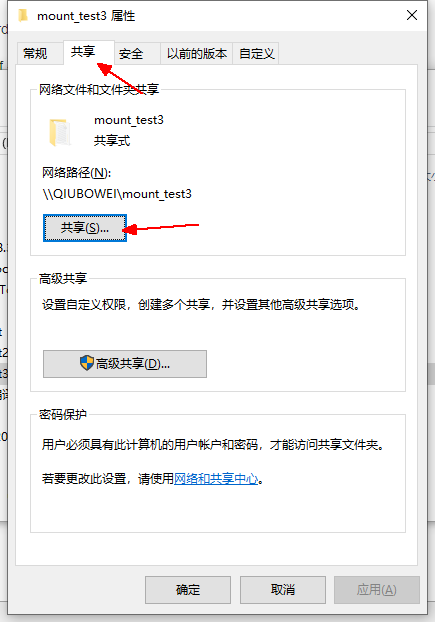 mount_test3 属性
常规
共享
安全
以前的版本
自定义
网络文件和文件夹共享
mount_test3
共享式
网络路径(N):
\\QIUBOWEI\mount_test3
共享(S)...
高级共享
设置自定义权限，创建多个共享，并设置其他高级共享选项。
高级共享(D)...
密码保护
用户必须具有此计算机的用户帐户和密码，才能访问共享文件夹。
若要更改此设置，请使用网络和共享中心。
确定
取消
应用(A)